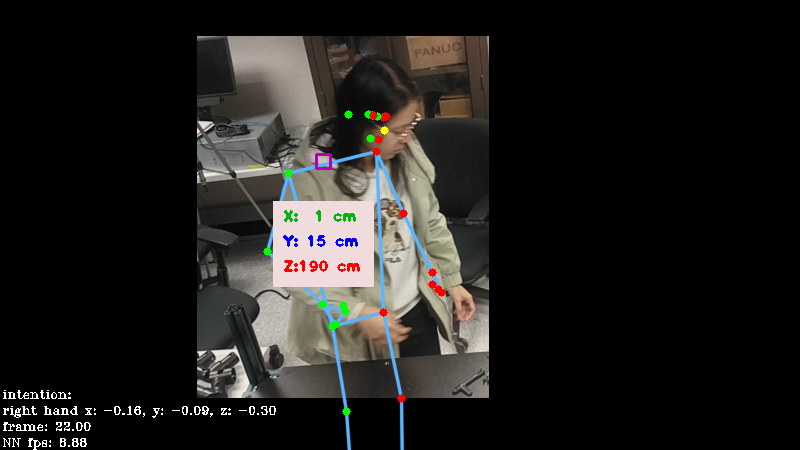 FANUC
X: 1 cm
Y: 15 cm
Z:190 cm
intention:
right hand x: -0.16, y: -0.09, z: -0.30
frame: 22.00
NN fps: 8.88